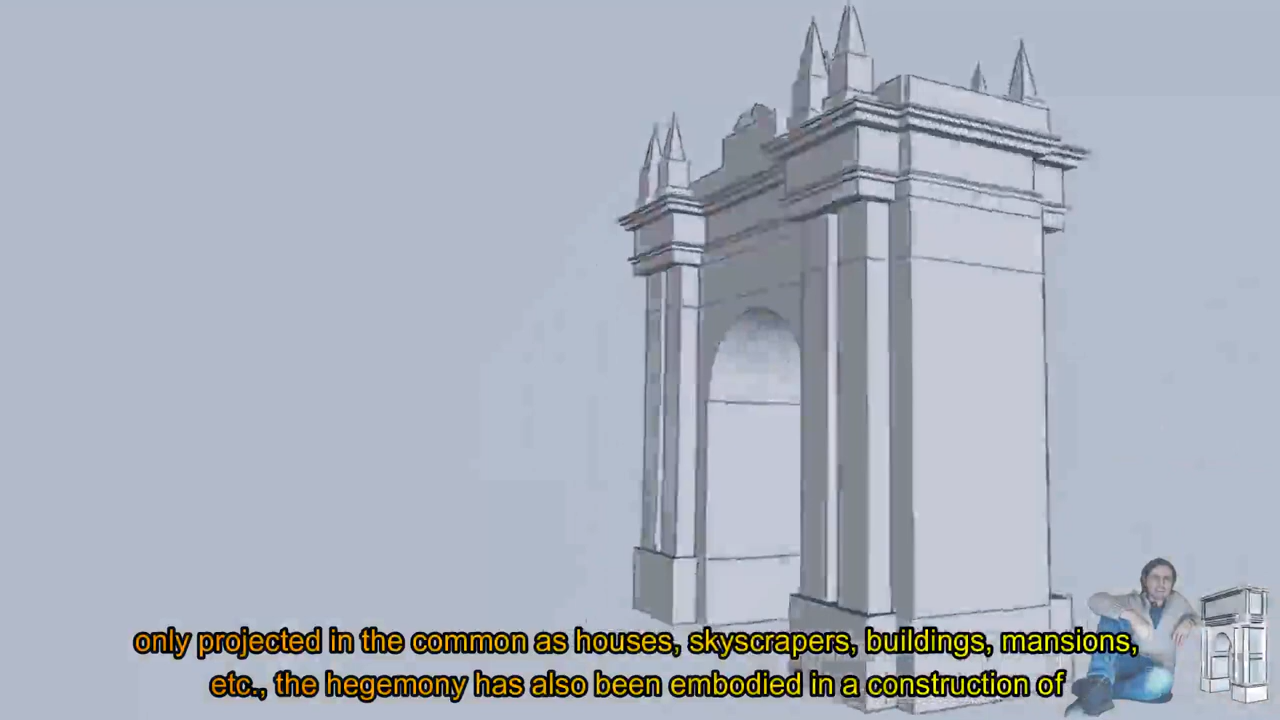 only projected in the common as houses, skyscrapers, buildings, mansions,
etc., the hegemony has also been embodied in a construction of